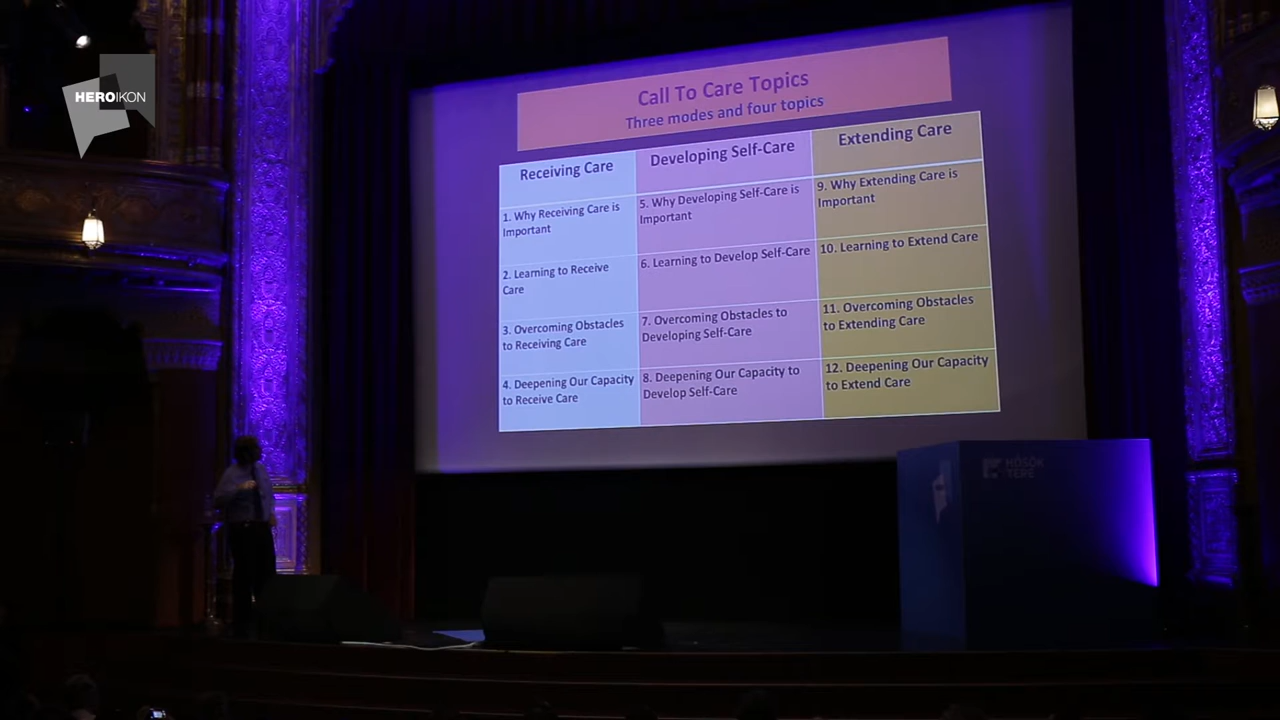 HEROIKON
Call To Care Topics
Three modes and four topics
Receiving Care
Developing Self-Care
Extending Care
1. Why Receiving Care is
Important
5. Why Developing Self-Care is
Important
9. Why Extending Care is
Important
2. Learning to Receive
Care
6. Learning to Develop Self-Care
10. Learning to Extend Care
3. Overcoming Obstacles
to Receiving Care
7. Overcoming Obstacles to
Developing Self-Care
11. Overcoming Obstacles
to Extending Care
4. Deepening Our Capacity
to Receive Care
8. Deepening Our Capacity to
Develop Self-Care
12. Deepening Our Capacity
to Extend Care
HŐSÖK
TERE